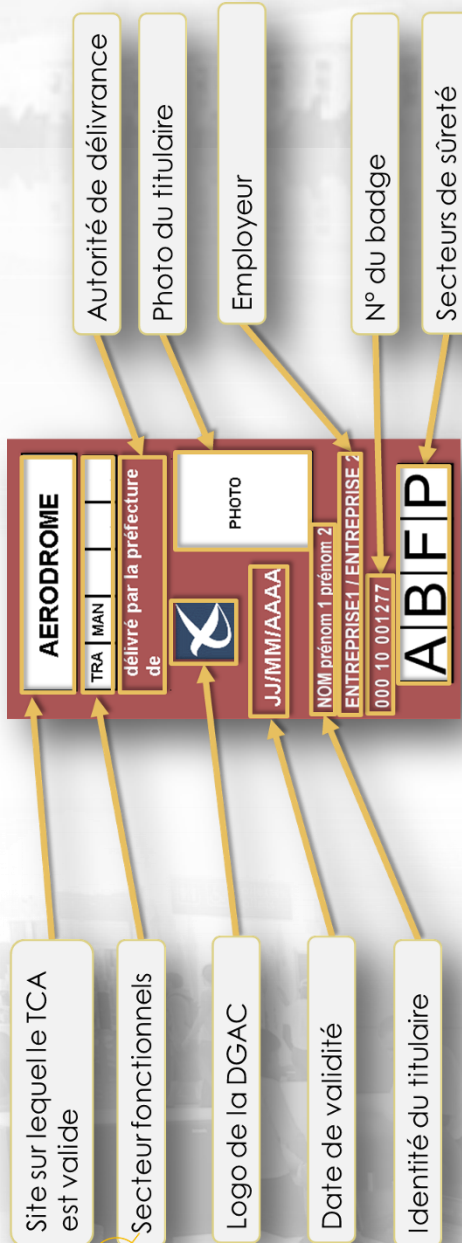 Site sur lequel le TCA
est valide
Secteur fonctionnels
Logo de la DGAC
Date de validité
Identité du titulaire
AERODROME
TRA MAN
délivré par la préfecture
de
PHOTO
JJ/MM/AAAA
NOM prénom 1 prénom 2
ENTREPRISE1 / ENTREPRISE 2
000 10 001277
A|B|F|P
Autorité de délivrance
Photo du titulaire
Employeur
N° du badge
Secteurs de sûreté